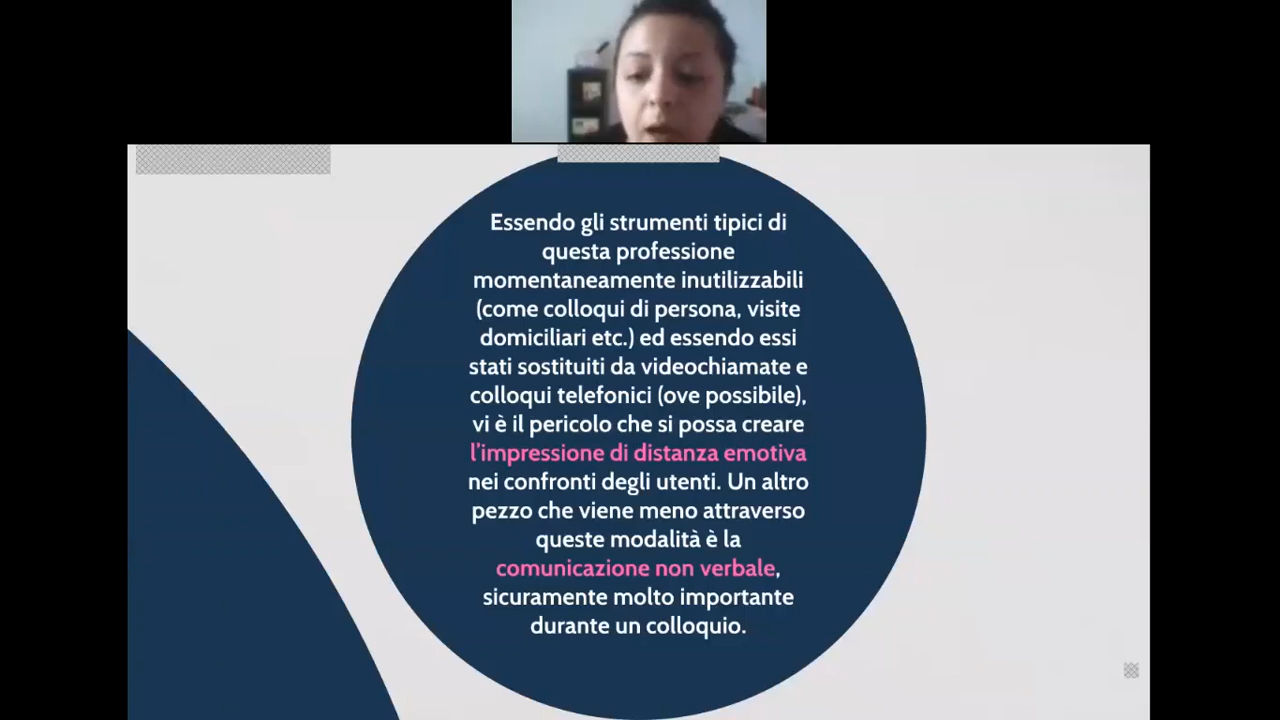 Essendo gli strumenti tipici di
questa professione
momentaneamente inutilizzabili
(come colloqui di persona, visite
domiciliari etc.) ed essendo essi
stati sostituiti da videochiamate e
colloqui telefonici (ove possibile),
vi è il pericolo che si possa creare
l'impressione di distanza emotiva
nei confronti degli utenti. Un altro
pezzo che viene meno attraverso
queste modalità è la
comunicazione non verbale,
sicuramente molto importante
durante un colloquio.